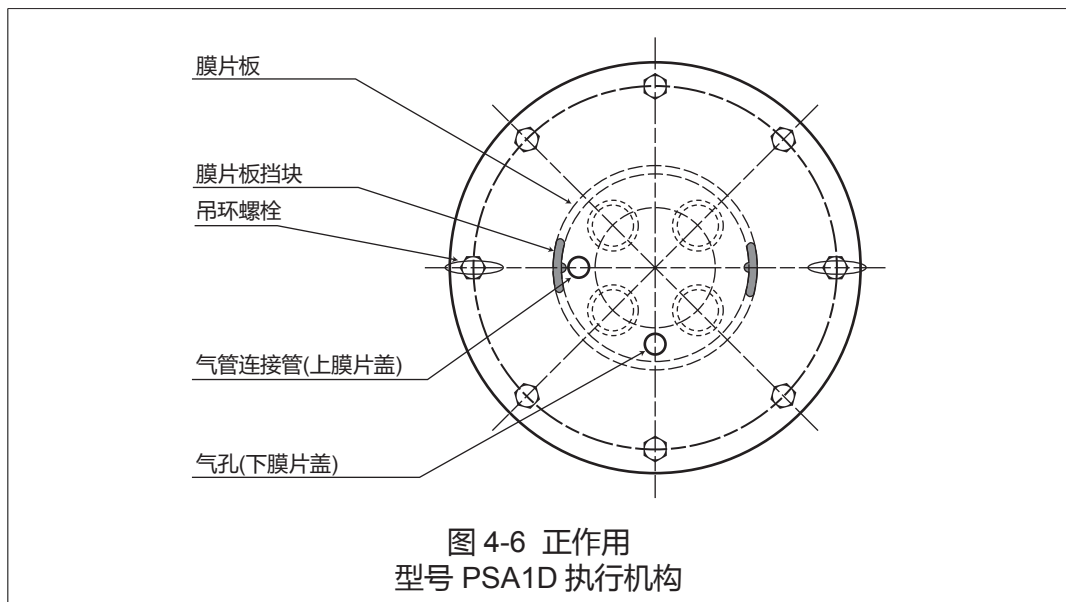 膜片板
膜片板挡块
吊环螺栓
气管连接管(上膜片盖)
气孔(下膜片盖)
图 4-6 正作用
型号 PSA1D 执行机构